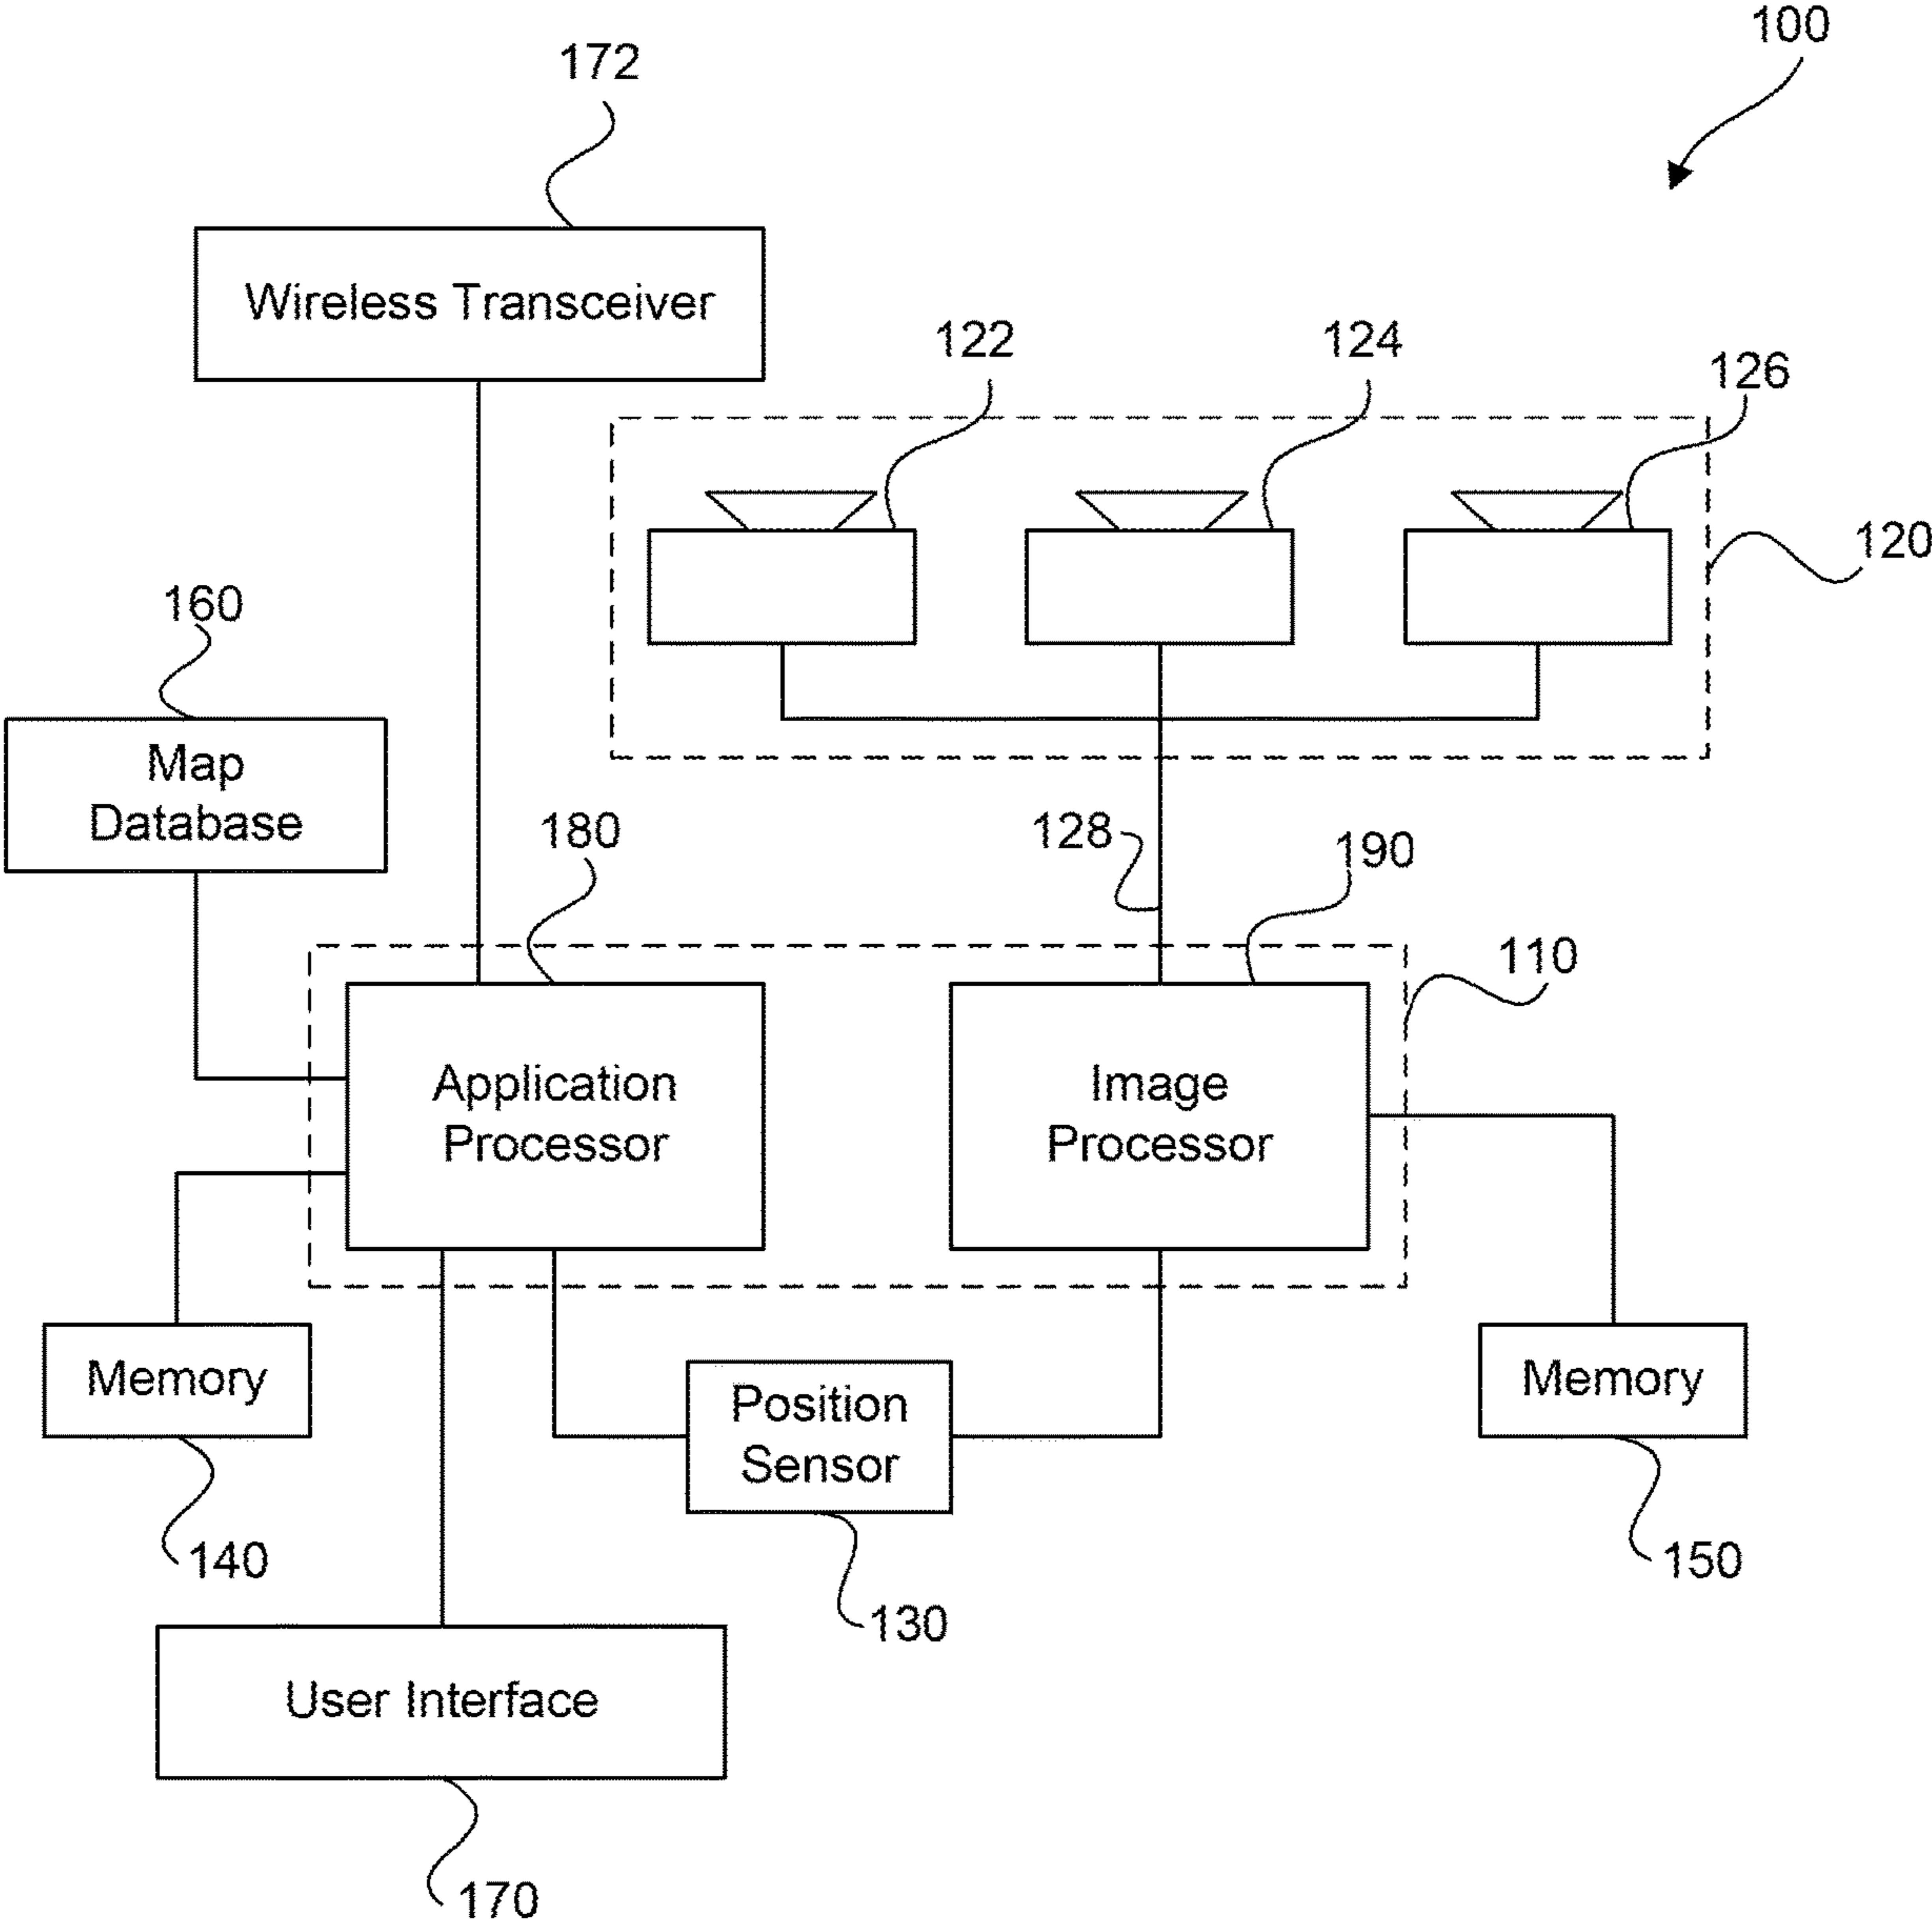 100
172
Wireless Transceiver
122
124
126
120
160
Map
Database
180
128
190
110
Application
Processor
Image
Processor
Memory
Position
Sensor
Memory
140
150
130
User Interface
170